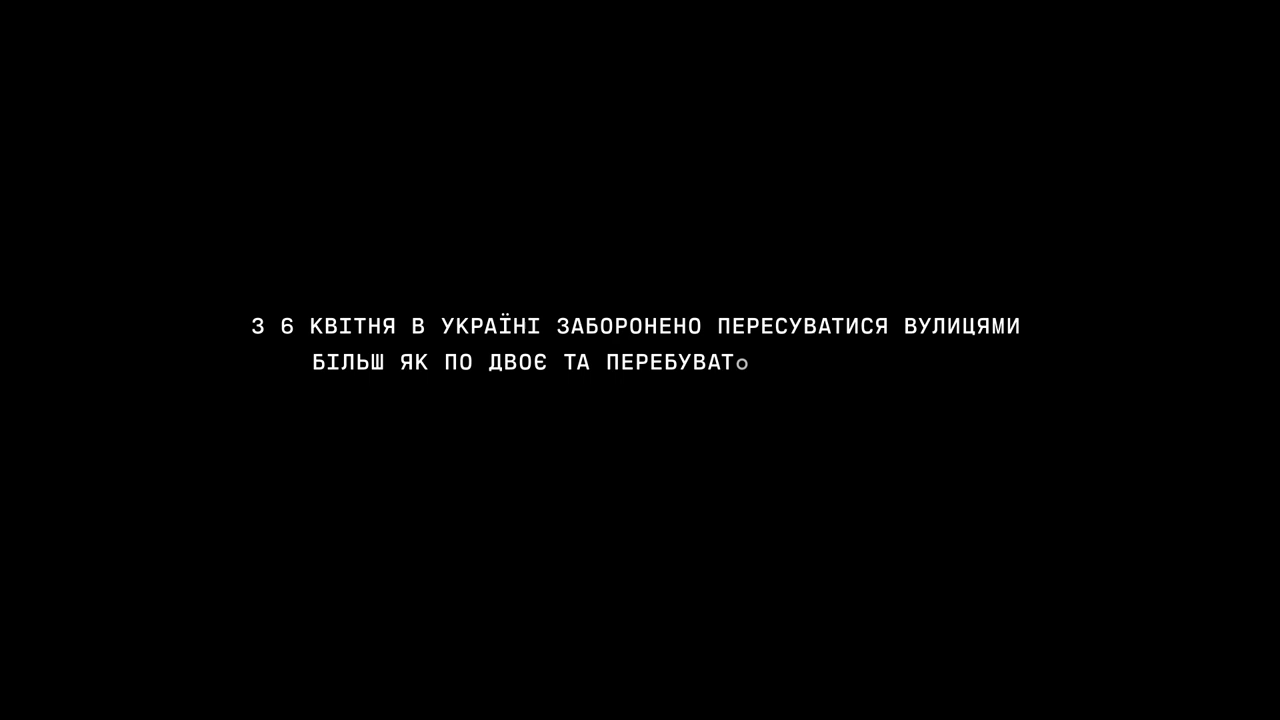 З 6 КВІТНЯ В УКРАЇНІ ЗАБОРОНЕНО ПЕРЕСУВАТИСЯ ВУЛИЦЯМИ
БІЛЬШ ЯК ПО ДВОЄ ТА ПЕРЕБУВАТ